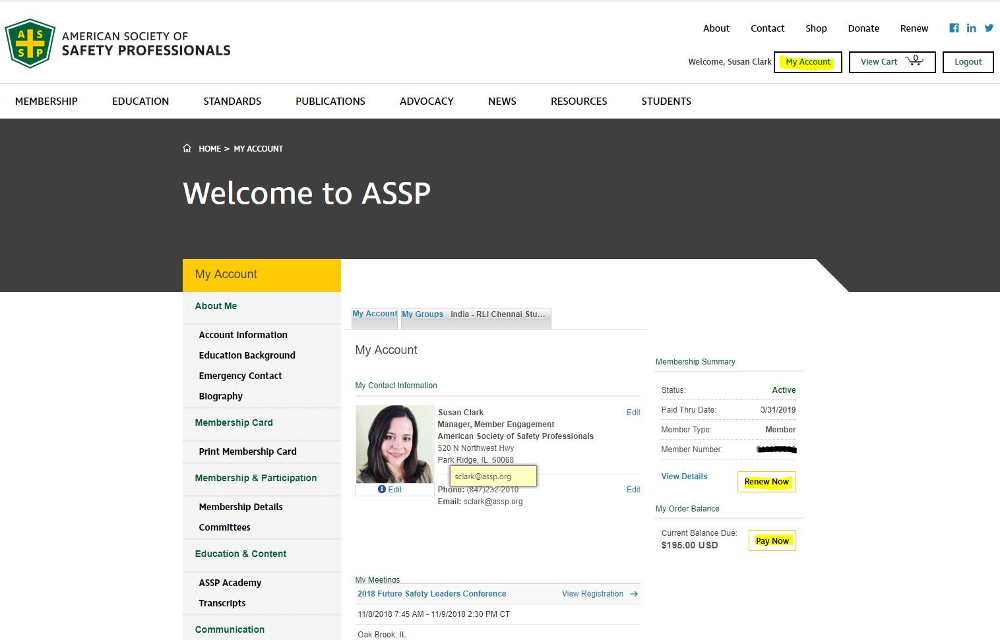 About Contact Shop Donate Renew
A S
S P
AMERICAN SOCIETY OF
SAFETY PROFESSIONALS
Welcome, Susan Clark My Account View Cart 0 Logout
MEMBERSHIP EDUCATION STANDARDS PUBLICATIONS ADVOCACY NEWS RESOURCES STUDENTS
HOME > MY ACCOUNT
Welcome to ASSP
My Account
About Me
Account Information
Education Background
Emergency Contact
Biography
Membership Card
Print Membership Card
Membership & Participation
Membership Details
Committees
Education & Content
ASSP Academy
Transcripts
Communication
My Account My Groups India - RLI Chennai Stu...
My Account
My Contact Information
Susan Clark Edit
Manager, Member Engagement
American Society of Safety Professionals
520 N Northwest Hwy
Park Ridge, IL 60068
sclark@assp.org
Edit
Phone: (847)232-2010 Edit
Email: sclark@assp.org
My Meetings
2018 Future Safety Leaders Conference View Registration →
11/8/2018 7:45 AM - 11/9/2018 2:30 PM CT
Oak Brook, IL
Membership Summary
Status: Active
Paid Thru Date: 3/31/2019
Member Type: Member
Member Number:
View Details Renew Now
My Order Balance
Current Balance Due:
$195.00 USD Pay Now